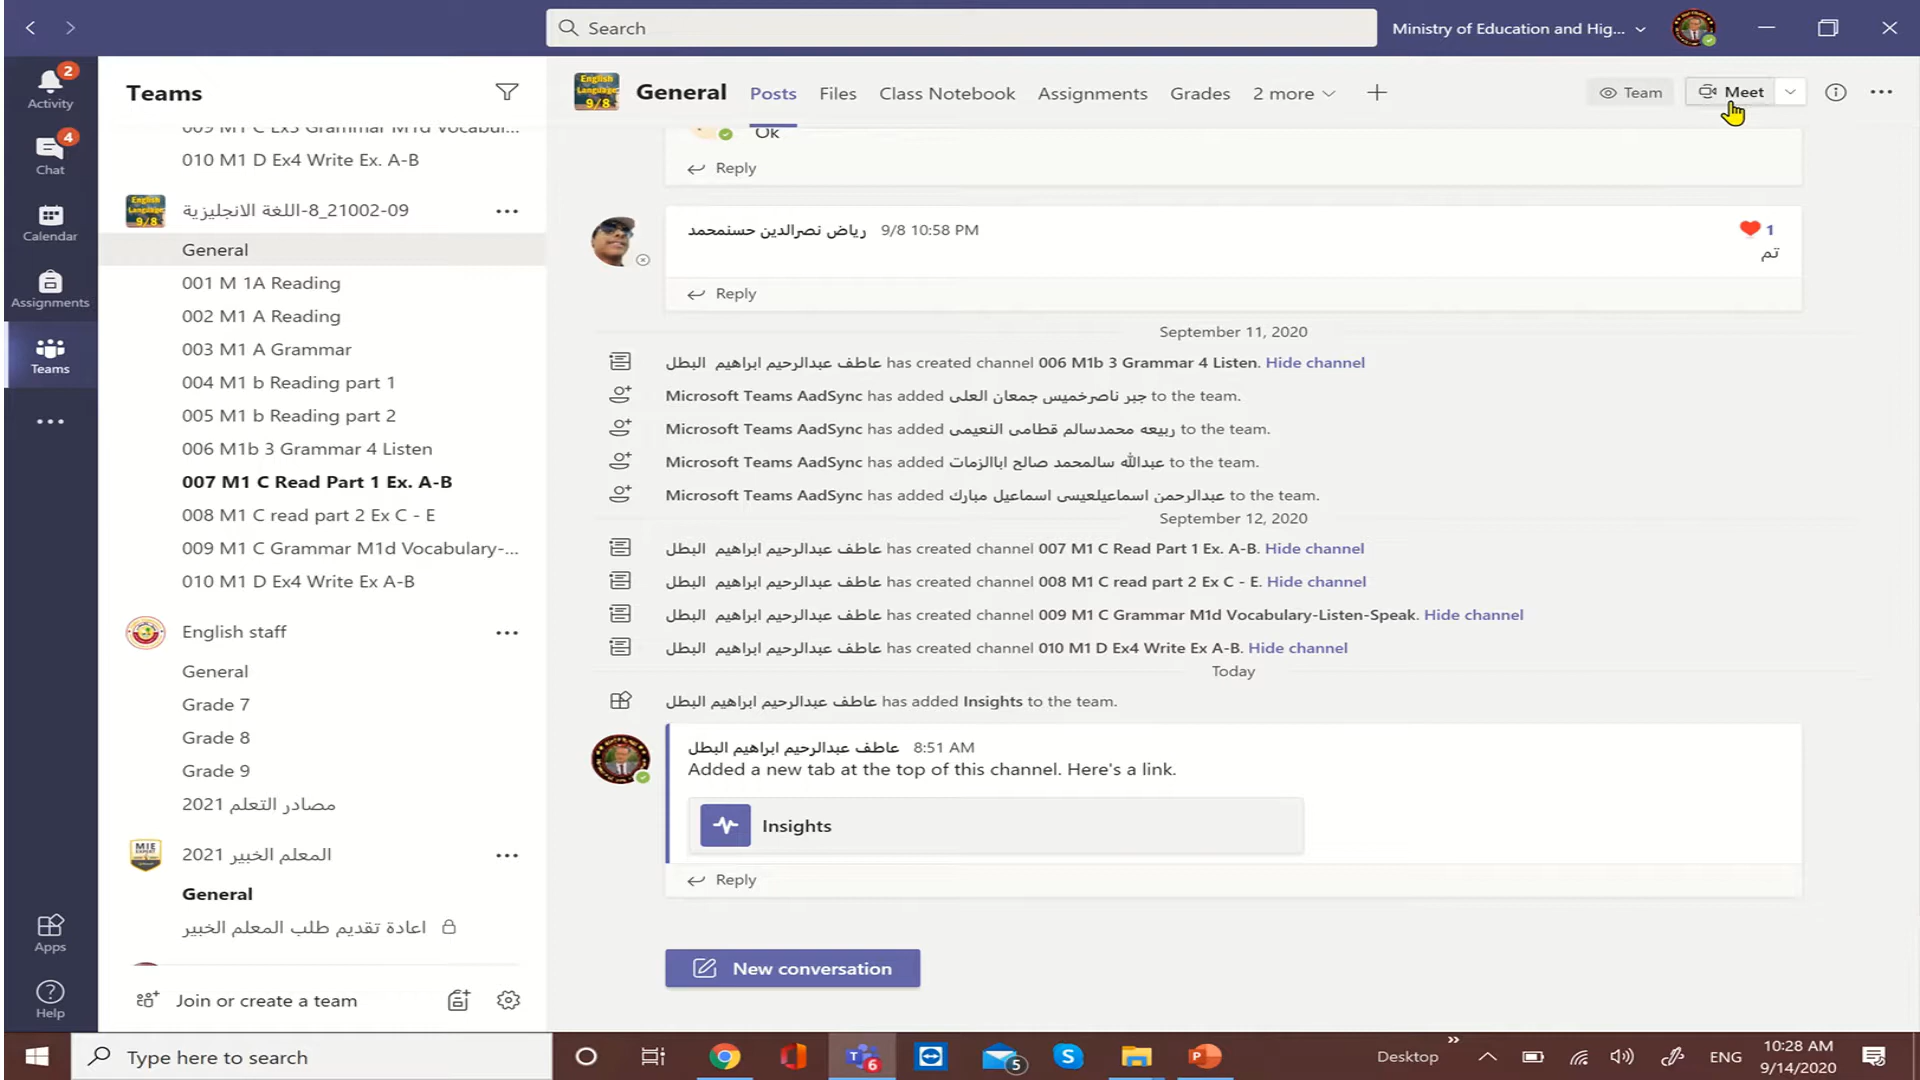 Search
Ministry of Education and Hig...
2
Activity
4
Chat
Calendar
Assignments
Teams
Apps
Help
Teams
010 M1 D Ex4 Write Ex. A-B
اللغة الانجليزية-8_21002-09
General
001 M 1A Reading
002 M1 A Reading
003 M1 A Grammar
004 M1 b Reading part 1
005 M1 b Reading part 2
006 M1b 3 Grammar 4 Listen
007 M1 C Read Part 1 Ex. A-B
008 M1 C read part 2 Ex C - E
009 M1 C Grammar M1d Vocabulary-...
010 M1 D Ex4 Write Ex A-B
English staff
General
Grade 7
Grade 8
Grade 9
مصادر التعلم 2021
المعلم الخبير 2021
General
اعادة تقديم طلب المعلم الخبير
Join or create a team
English Language 9/8
General Posts Files Class Notebook Assignments Grades 2 more
Team Meet
Ok
Reply
رياض نصرالدين حسنمحمد 9/8 10:58 PM
1
تم
Reply
September 11, 2020
عاطف عبدالرحيم ابراهيم البطل has created channel 006 M1b 3 Grammar 4 Listen. Hide channel
Microsoft Teams AadSync has added جبر ناصرخميس جمعان العلى to the team.
Microsoft Teams AadSync has added ربيعه محمدسالم قطامى النعيمى to the team.
Microsoft Teams AadSync has added عبدالله سالمحمد صالح اباالزمات to the team.
Microsoft Teams AadSync has added عبدالرحمن اسماعيلعيسى اسماعيل مبارك to the team.
September 12, 2020
عاطف عبدالرحيم ابراهيم البطل has created channel 007 M1 C Read Part 1 Ex. A-B. Hide channel
عاطف عبدالرحيم ابراهيم البطل has created channel 008 M1 C read part 2 Ex C - E. Hide channel
عاطف عبدالرحيم ابراهيم البطل has created channel 009 M1 C Grammar M1d Vocabulary-Listen-Speak. Hide channel
عاطف عبدالرحيم ابراهيم البطل has created channel 010 M1 D Ex4 Write Ex A-B. Hide channel
Today
عاطف عبدالرحيم ابراهيم البطل has added Insights to the team.
عاطف عبدالرحيم ابراهيم البطل 8:51 AM
Added a new tab at the top of this channel. Here's a link.
Insights
Reply
New conversation
Type here to search
6
5
Desktop
ENG
10:28 AM
9/14/2020